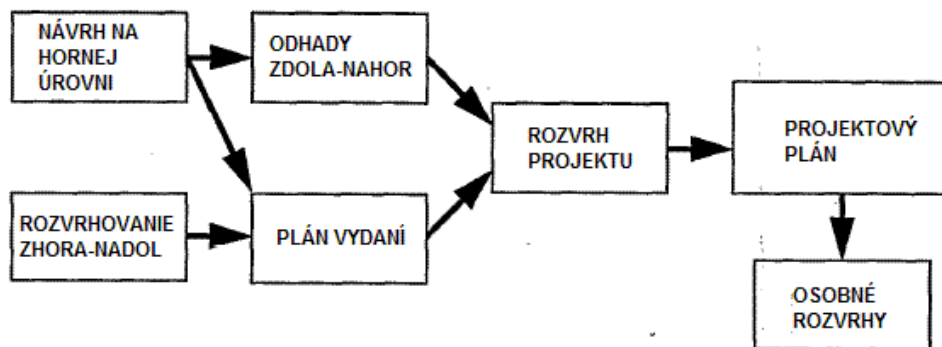 NÁVRH NA
HORNEJ
ÚROVNI
ODHADY
ZDOLA-NAHOR
ROZVRH
PROJEKTU
PROJEKTOVÝ
PLÁN
ROZVRHOVANIE
ZHORA-NADOL
PLÁN VYDANÍ
OSOBNÉ
ROZVRHY